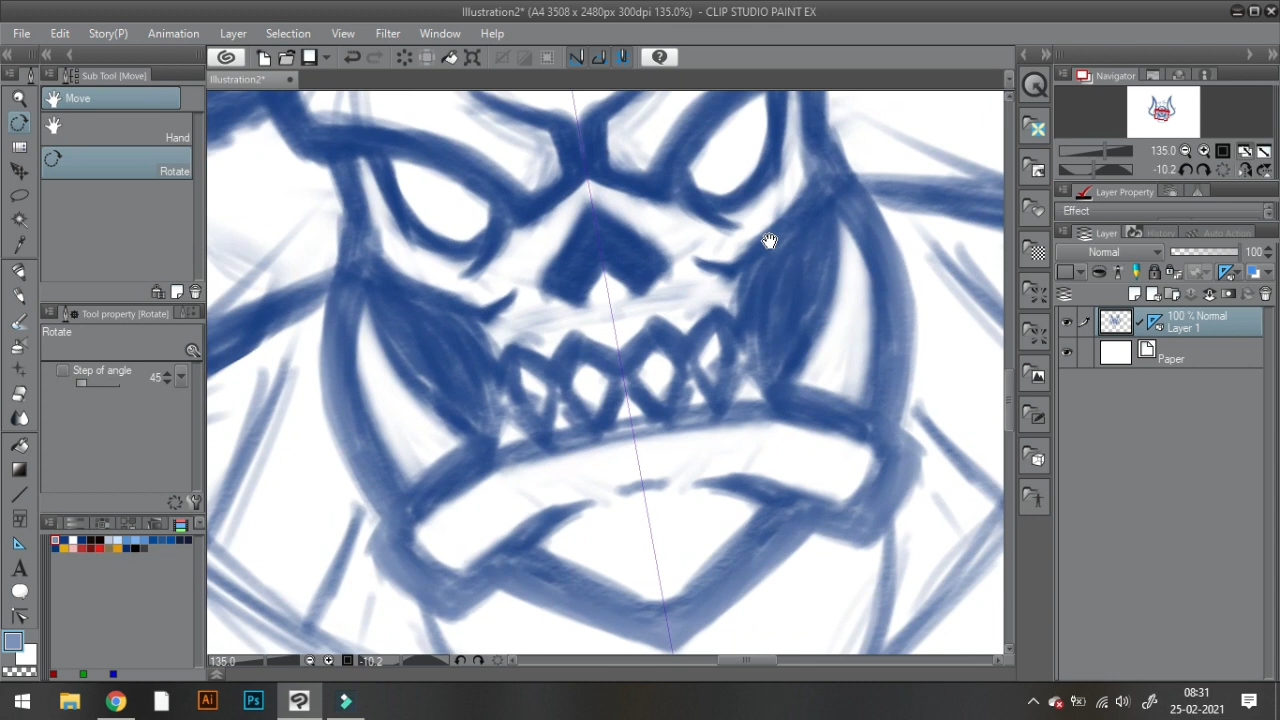 Illustration2* (A4 3508 x 2480px 300dpi 135.0%)  - CLIP STUDIO PAINT EX
File Edit Story(P) Animation Layer Selection View Filter Window Help
Sub Tool [Move]
Illustration2*
Navigator
Move
Hand
Rotate
135.0
-10.2
Layer Property
Effect
Layer History Auto Action
Normal 100
100 % Normal
Layer 1
Paper
Tool property [Rotate]
Rotate
Step of angle 45
135.0 -10.2
Ai Ps
08:31
25-02-2021